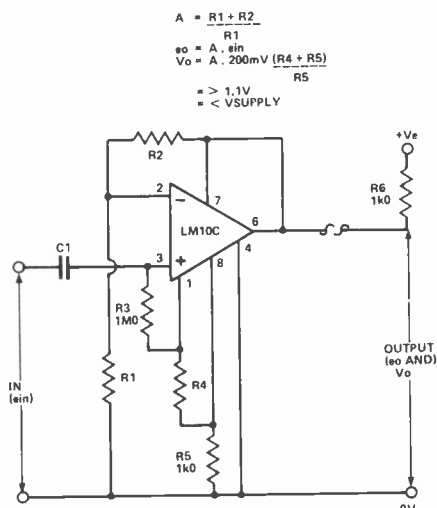 A = R1 + R2
R1
eo = A . ein
Vo = A . 200mV (R4 + R5)
R5
= > 1.1V
= < VSUPPLY
+Ve
R2
R6
1k0
2
7
LM10C
6
4
C1
3
8
1
R3
1M0
R1
R4
IN
(ein)
OUTPUT
(eo AND)
Vo
R5
1k0
0V